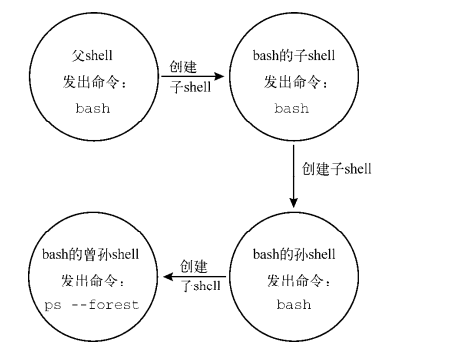 父shell
发出命令：
bash
创建
子shell
bash的子shell
发出命令：
bash
创建子shell
bash的孙shell
发出命令：
bash
创建
子shell
bash的曾孙shell
发出命令：
ps --forest